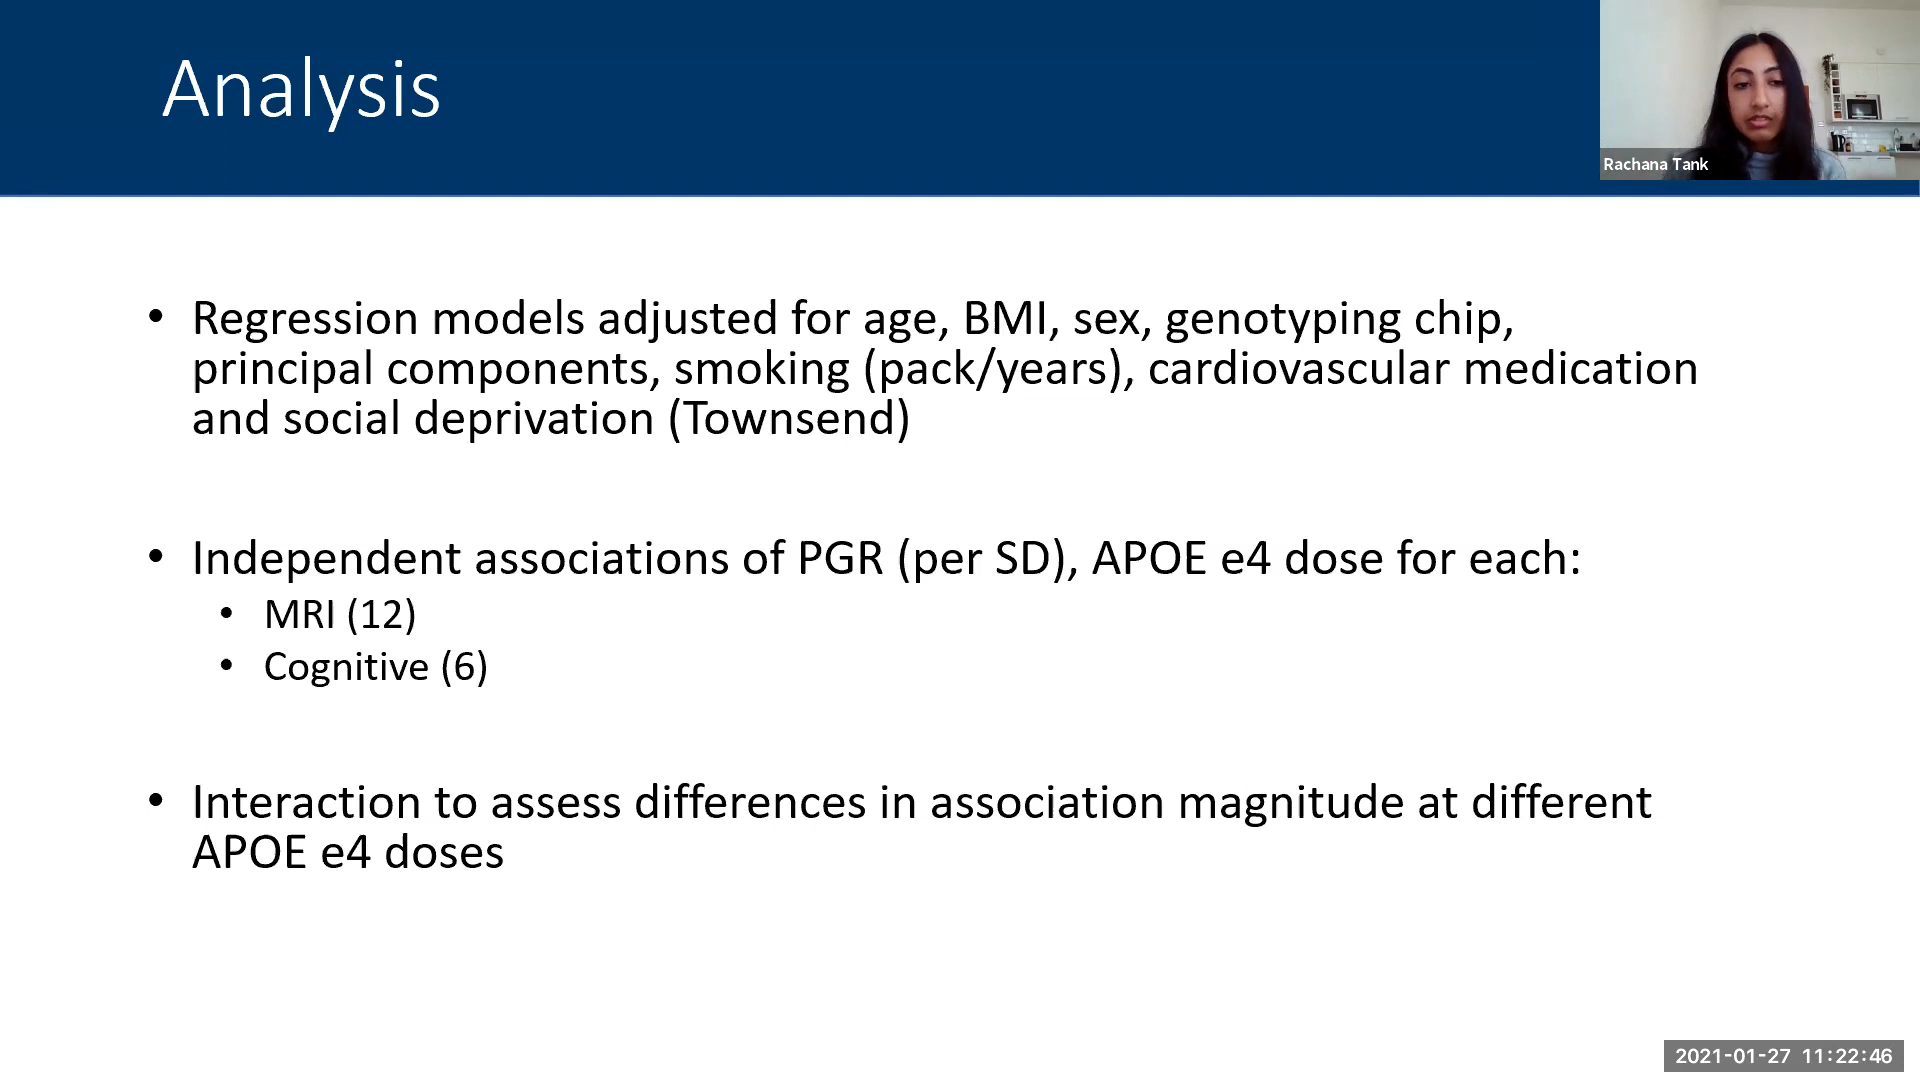 Analysis
Rachana Tank
• Regression models adjusted for age, BMI, sex, genotyping chip,
principal components, smoking (pack/years), cardiovascular medication
and social deprivation (Townsend)
• Independent associations of PGR (per SD), APOE e4 dose for each:
• MRI (12)
• Cognitive (6)
• Interaction to assess differences in association magnitude at different
APOE e4 doses
2021-01-27 11:22:46